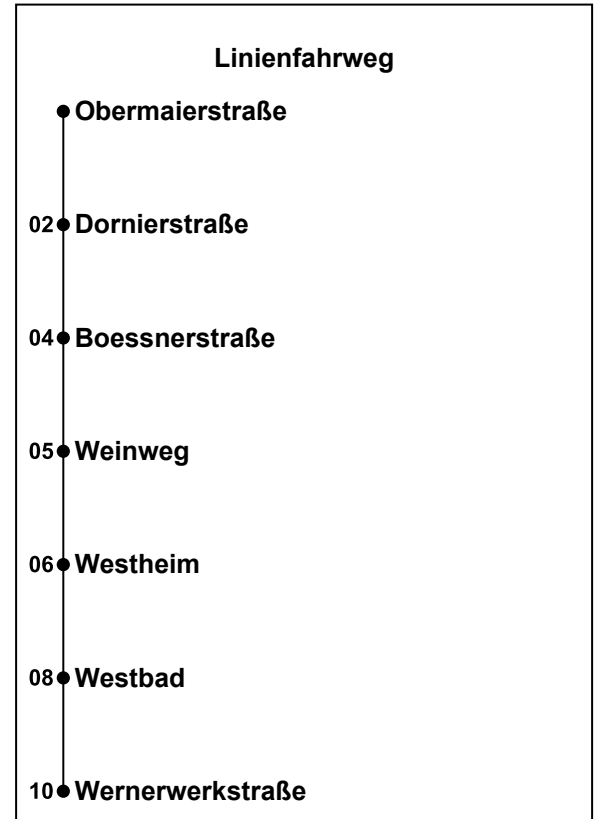 Linienfahrweg
Obermaierstraße
02 Dornierstraße
04 Boessnerstraße
05 Weinweg
06 Westheim
08 Westbad
10 Wernerwerkstraße